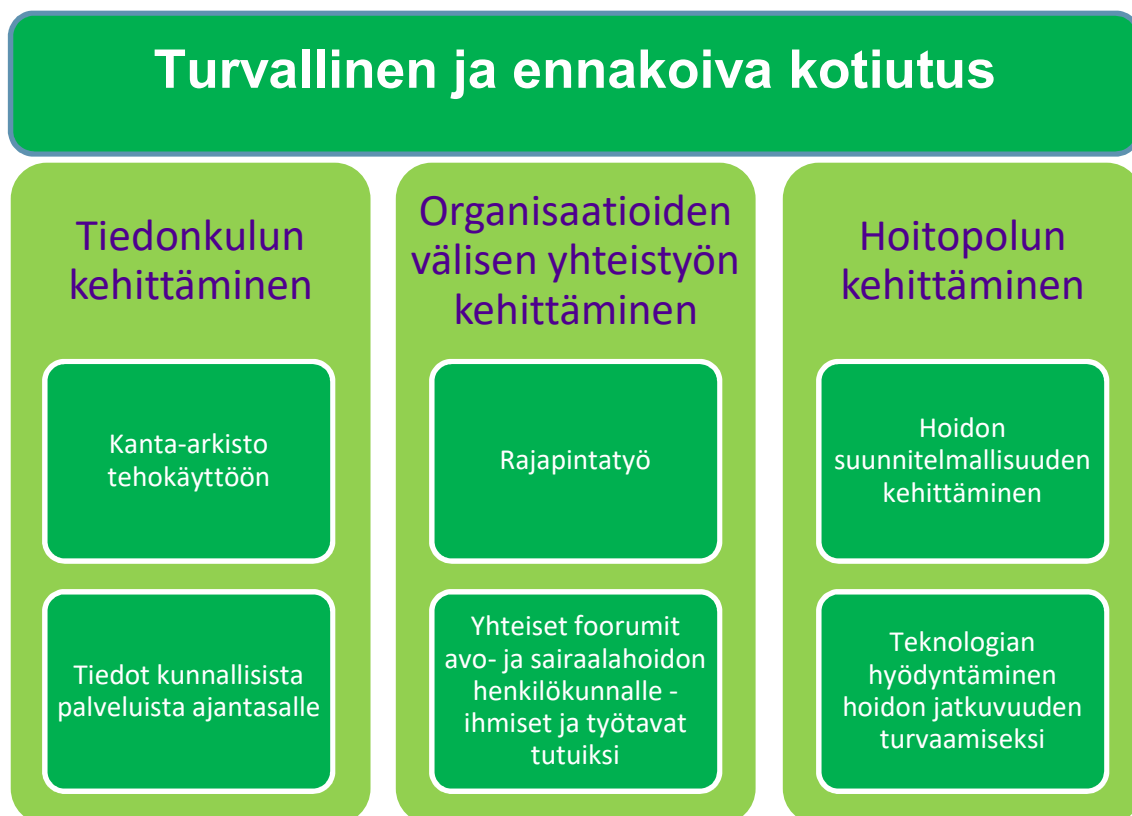 Turvallinen ja ennakoiva kotiutus
Tiedonkulun
kehittäminen
Kanta-arkisto
tehokäyttöön
Tiedot kunnallisista
palveluista ajantasalle
Organisaatioiden
välisen yhteistyön
kehittäminen
Rajapintatyö
Yhteiset foorumit
avo- ja sairaalahoidon
henkilökunnalle -
ihmiset ja työtavat
tutuiksi
Hoitopolun
kehittäminen
Hoidon
suunnitelmallisuuden
kehittäminen
Teknologian
hyödyntäminen
hoidon jatkuvuuden
turvaamiseksi